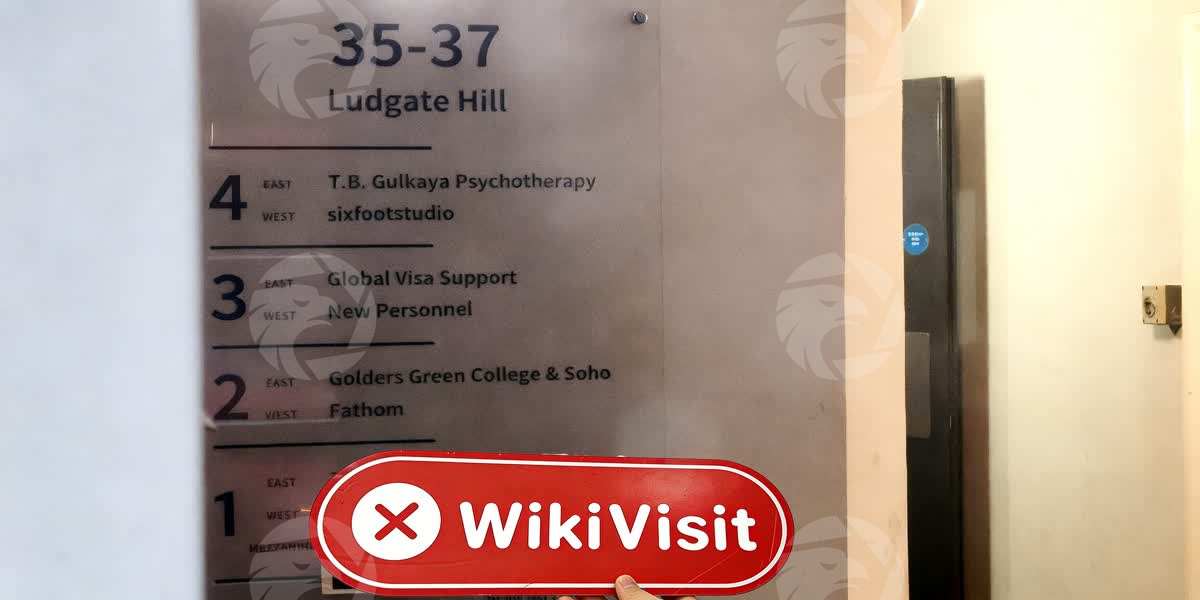 35-37
Ludgate Hill
4 EAST T.B. Gulkaya Psychotherapy
WEST sixfootstudio
3 EAST Global Visa Support
WEST New Personnel
2 EAST Golders Green College & Soho
WEST Fathom
1 EAST
WEST
MEZZANINE
WikiVisit